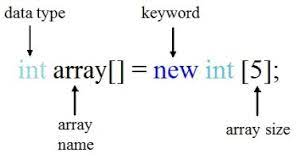 data type
keyword
int array[] = new int [5];
array
name
array size